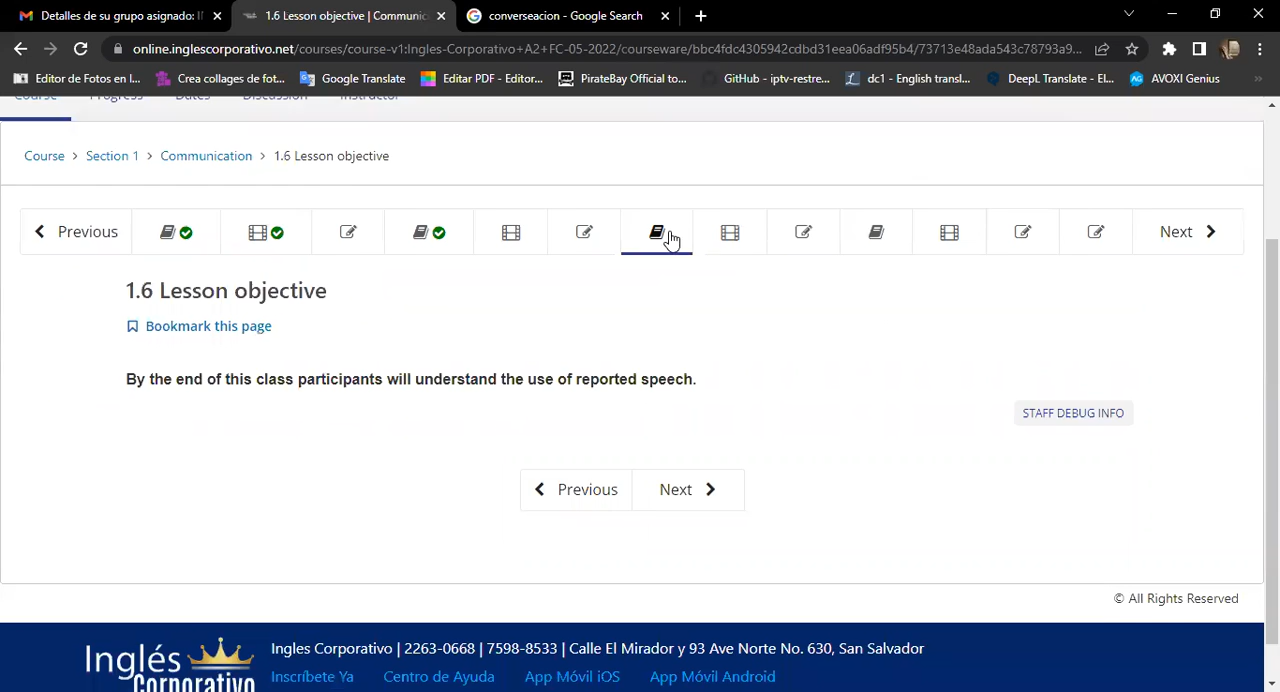 Detalles de su grupo asignado: I
1.6 Lesson objective | Communic
converseacion - Google Search
online.inglescorporativo.net/courses/course-v1:Ingles-Corporativo+A2+FC-05-2022/courseware/bbc4fdc4305942cdbd31eea06adf95b4/73713e48ada543c78793a9...
Editor de Fotos en l... Crea collages de fot... Google Translate Editar PDF - Editor... PirateBay Official to... GitHub - iptv-restre... dc1 - English transl... DeepL Translate - El... AVOXI Genius »
Course Progress Dates Discussion Instructor
Course > Section 1 > Communication > 1.6 Lesson objective
Previous Next
1.6 Lesson objective
Bookmark this page
By the end of this class participants will understand the use of reported speech.
STAFF DEBUG INFO
Previous Next
© All Rights Reserved
Inglés Corporativo
Ingles Corporativo | 2263-0668 | 7598-8533 | Calle El Mirador y 93 Ave Norte No. 630, San Salvador
Inscríbete Ya Centro de Ayuda App Móvil iOS App Móvil Android